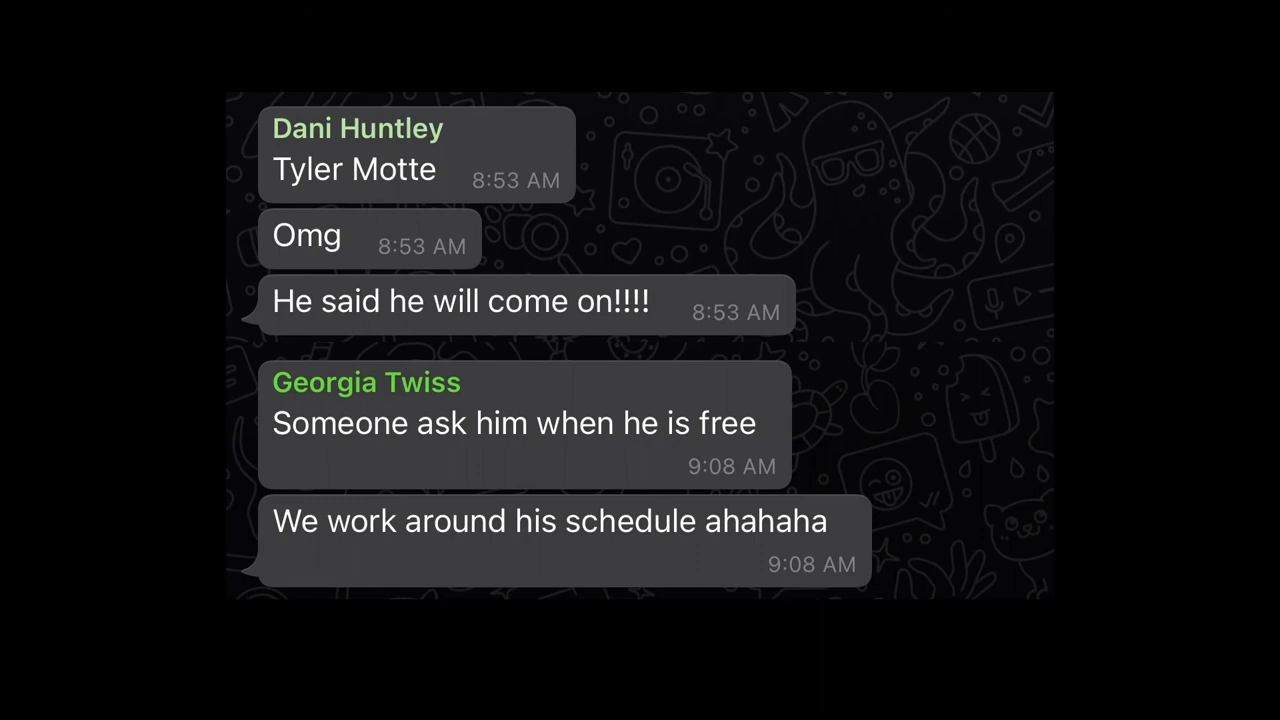 Dani Huntley
Tyler Motte 8:53 AM
Omg 8:53 AM
He said he will come on!!!! 8:53 AM
Georgia Twiss
Someone ask him when he is free
9:08 AM
We work around his schedule ahahaha
9:08 AM